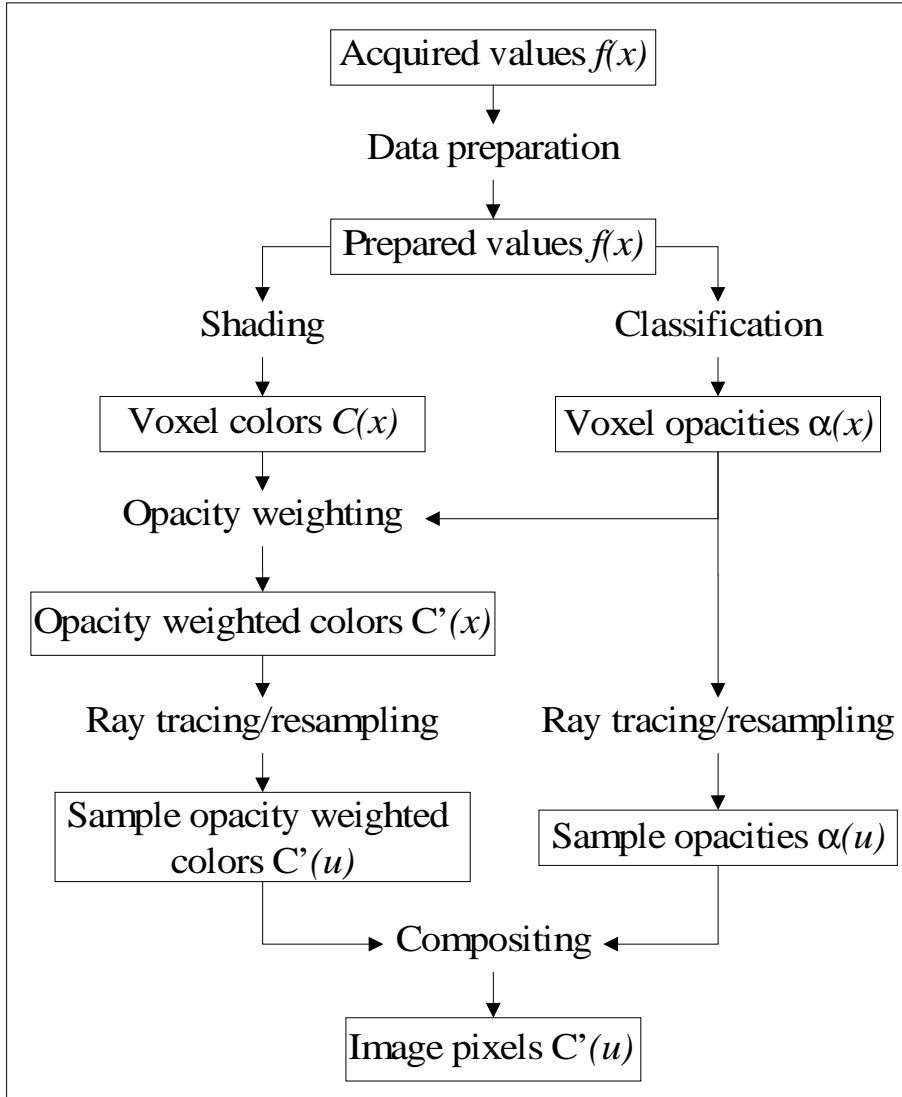 Acquired values f(x)
Data preparation
Prepared values f(x)
Shading
Classification
Voxel colors C(x)
Voxel opacities α(x)
Opacity weighting
Opacity weighted colors C’(x)
Ray tracing/resampling
Ray tracing/resampling
Sample opacity weighted
colors C’(u)
Sample opacities α(u)
Compositing
Image pixels C’(u)